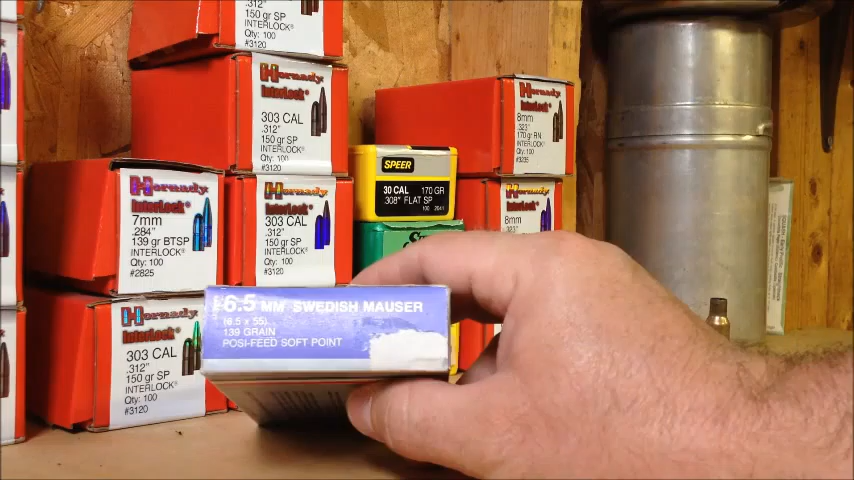 .312"
150 gr SP
INTERLOCK®
Qty: 100
#3120
Hornady
InterLock®
303 CAL
.312"
150 gr SP
INTERLOCK®
Qty: 100
#3120
Hornady
InterLock®
8mm
.323"
170 gr RN
INTERLOCK®
Qty: 100
#3235
SPEER
30 CAL 170 GR
.308" FLAT SP
100 2041
Hornady
InterLock®
7mm
.284"
139 gr BTSP
INTERLOCK®
Qty: 100
#2825
Hornady
InterLock®
303 CAL
.312"
150 gr SP
INTERLOCK®
Qty: 100
#3120
Hornady
InterLock®
8mm
.323"
Hornady
InterLock®
303 CAL
.312"
150 gr SP
INTERLOCK®
Qty: 100
#3120
6.5 MM SWEDISH MAUSER
(6.5 x 55)
139 GRAIN
POSI-FEED SOFT POINT